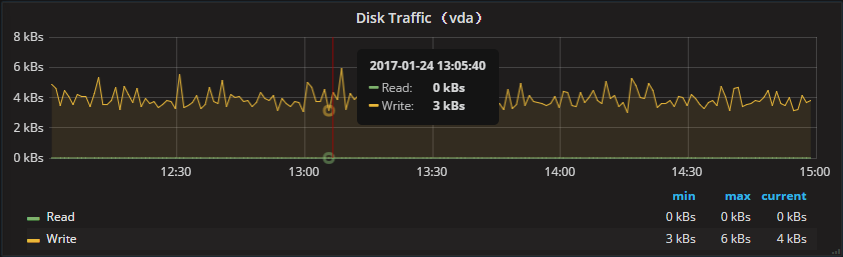 Disk Traffic (vda)
8 kBs
6 kBs
4 kBs
2 kBs
0 kBs
2017-01-24 13:05:40
Read: 0 kBs
Write: 3 kBs
12:30 13:00 13:30 14:00 14:30 15:00
min max current
Read 0 kBs 0 kBs 0 kBs
Write 3 kBs 6 kBs 4 kBs